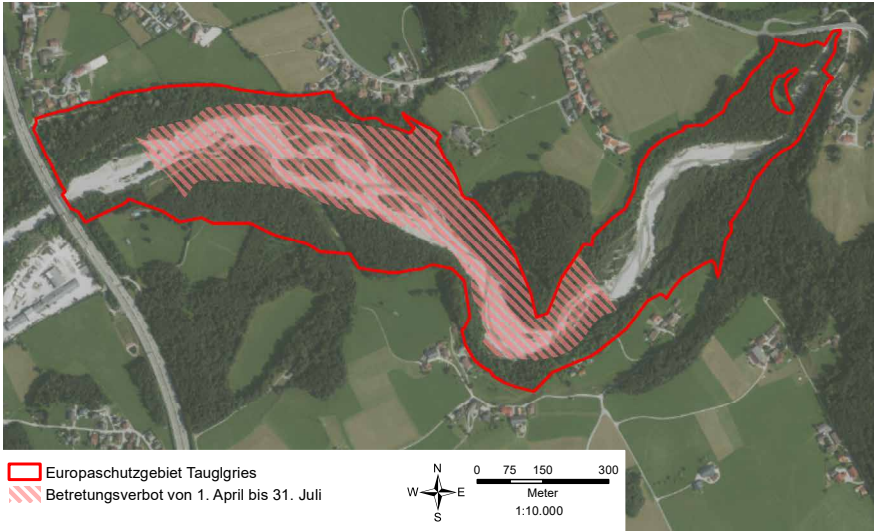 Europaschutzgebiet Tauglgries
Betretungsverbot von 1. April bis 31. Juli
N
W E
S
0 75 150 300
Meter
1:10.000